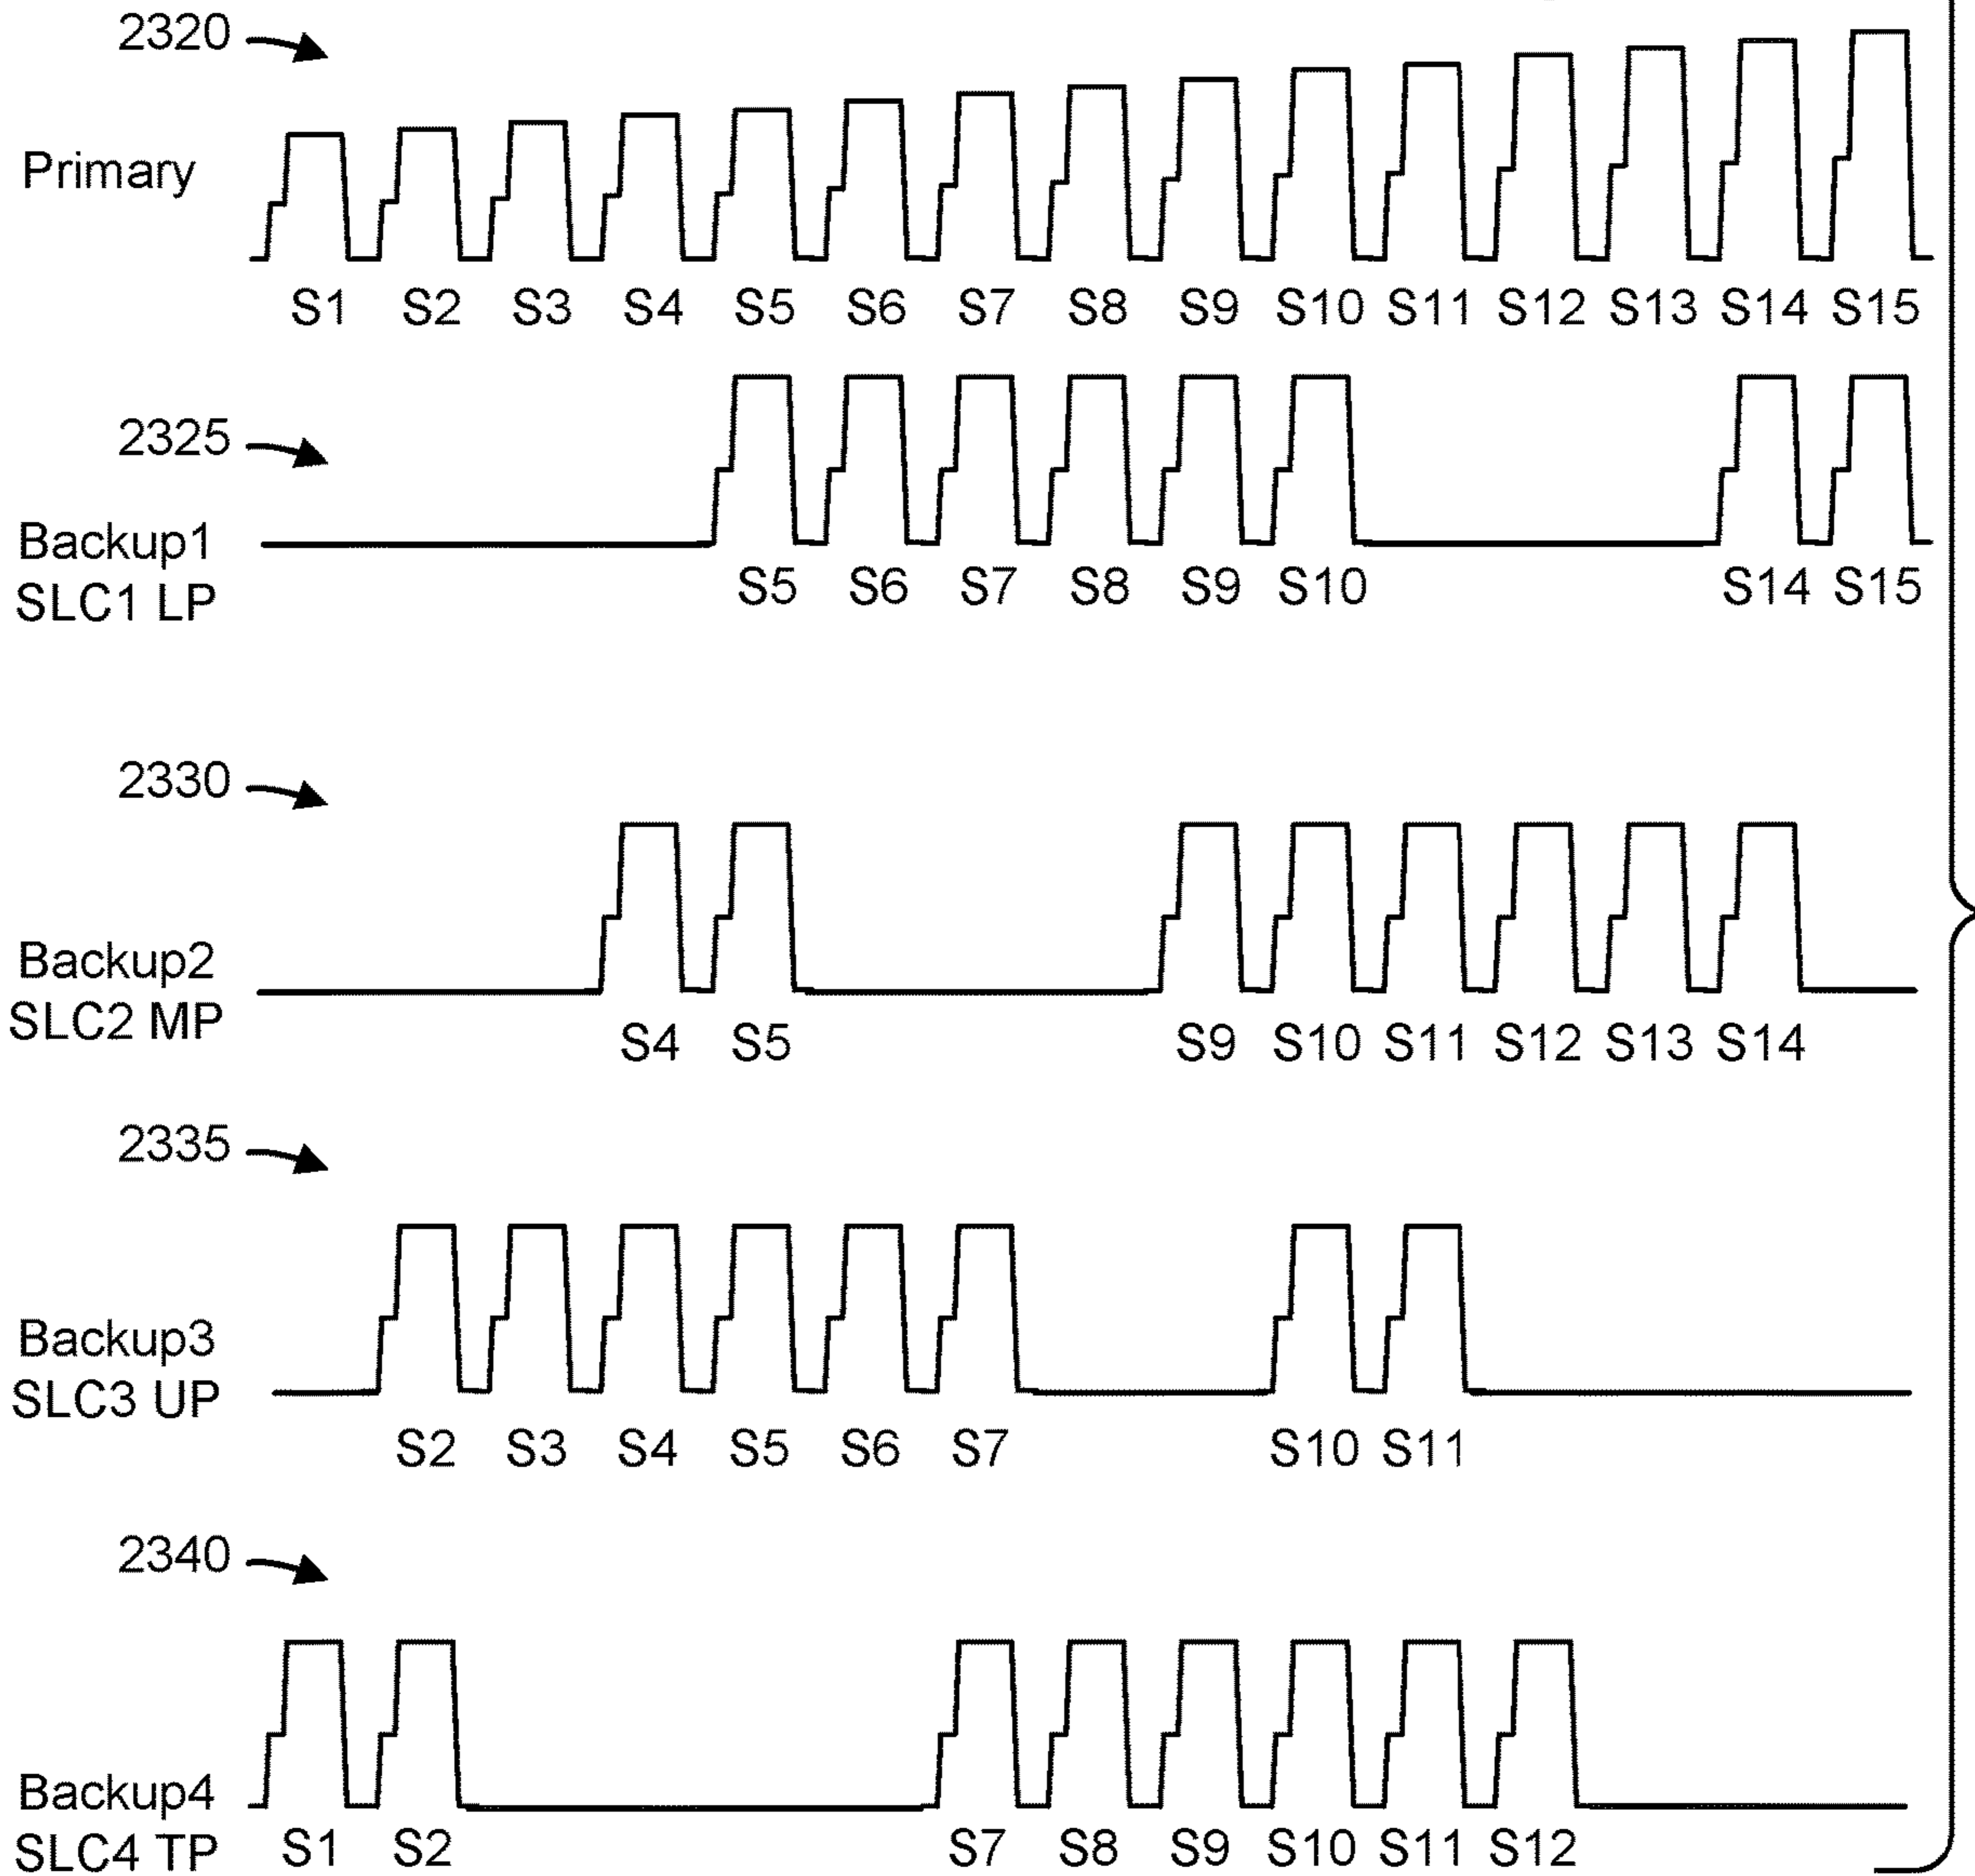 2320
Primary
S1 S2 S3 S4 S5 S6 S7 S8 S9 S10 S11 S12 S13 S14 S15
2325
Backup1
SLC1 LP
S5 S6 S7 S8 S9 S10 S14 S15
2330
Backup2
SLC2 MP
S4 S5 S9 S10 S11 S12 S13 S14
2335
Backup3
SLC3 UP
S2 S3 S4 S5 S6 S7 S10 S11
2340
Backup4
SLC4 TP
S1 S2 S7 S8 S9 S10 S11 S12